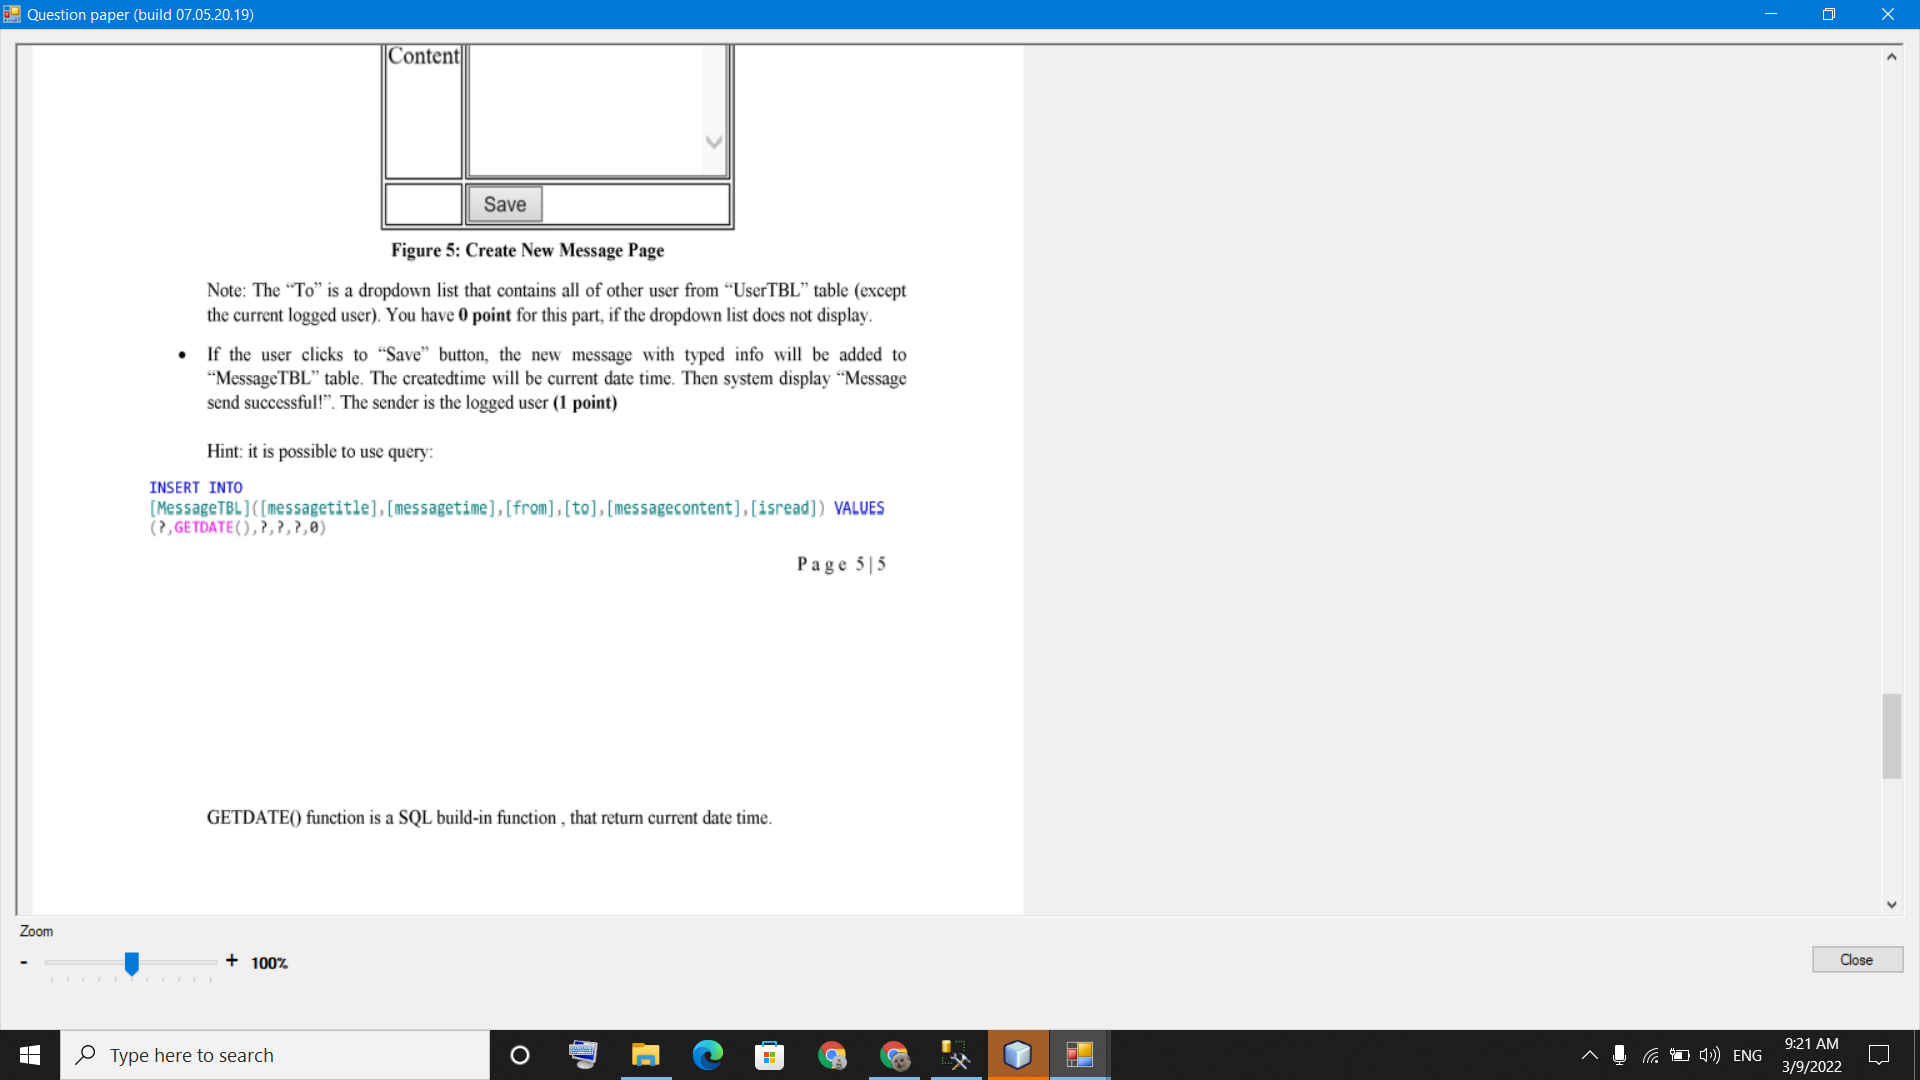 Question paper (build 07.05.20.19)
Content
Save
Figure 5: Create New Message Page
Note: The “To” is a dropdown list that contains all of other user from “UserTBL” table (except
the current logged user). You have 0 point for this part, if the dropdown list does not display.
• If the user clicks to “Save” button, the new message with typed info will be added to
“MessageTBL” table. The createdtime will be current date time. Then system display “Message
send successful!”. The sender is the logged user (1 point)
Hint: it is possible to use query:
INSERT INTO
[MessageTBL]([messagetitle],[messagetime],[from],[to],[messagecontent],[isread]) VALUES
(?,GETDATE(),?,?,?,0)
Page 5|5
GETDATE() function is a SQL build-in function , that return current date time.
Zoom
- + 100%
Close
Type here to search
ENG
9:21 AM
3/9/2022